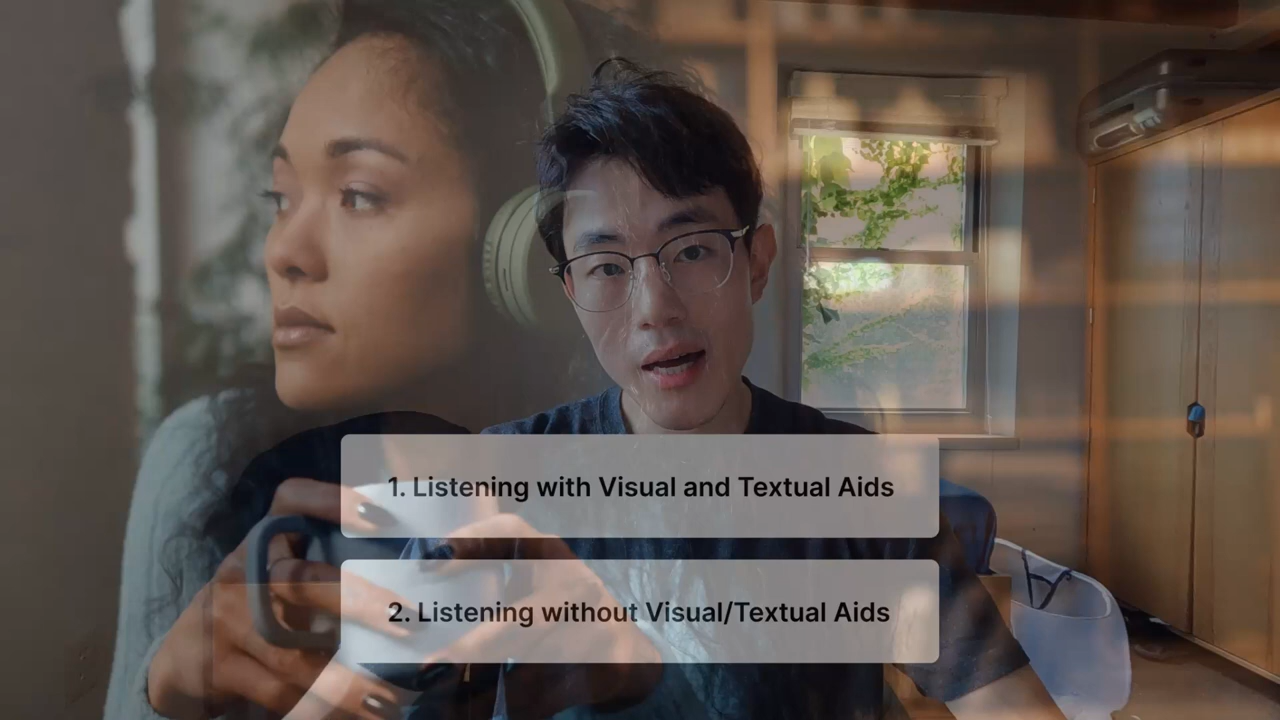 1. Listening with Visual and Textual Aids
2. Listening without Visual/Textual Aids